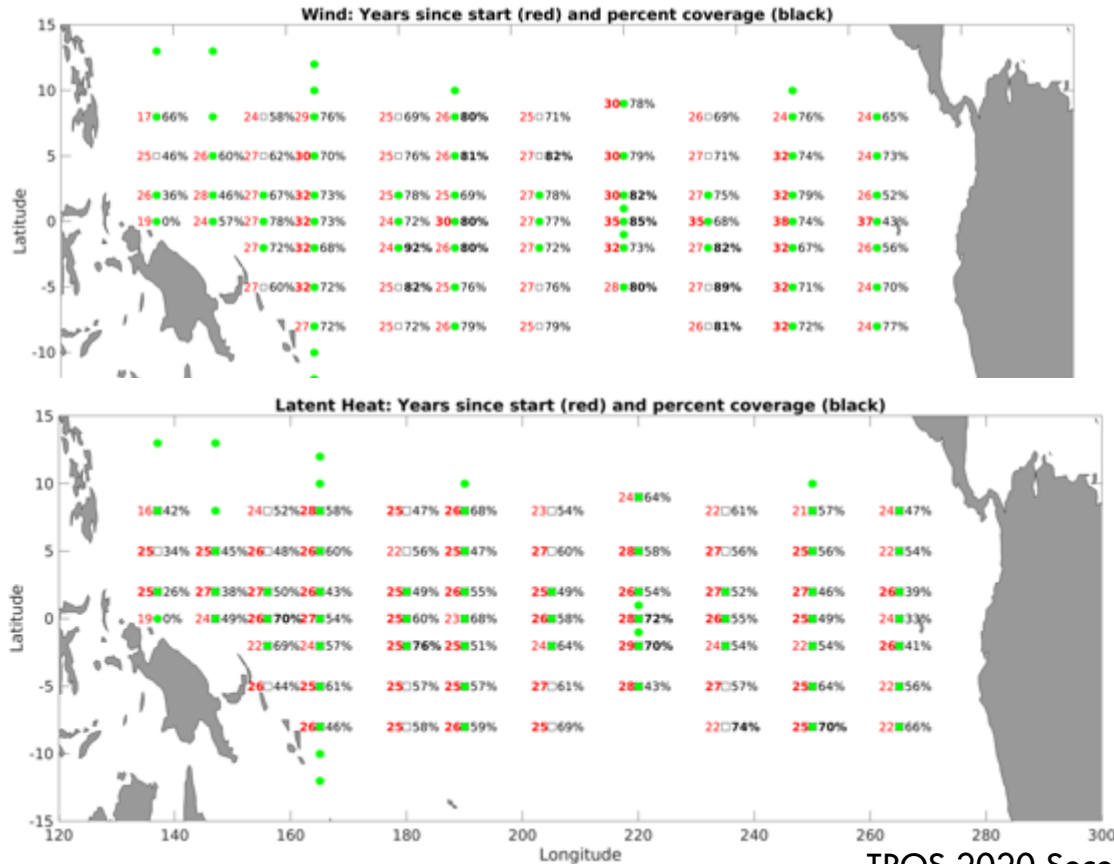 Wind: Years since start (red) and percent coverage (black)
15
10
30 78%
17 66% 24 58% 29 76% 25 69% 26 80% 25 71% 26 69% 24 76% 24 65%
5
25 46% 26 60% 27 62% 30 70% 25 76% 26 81% 27 82% 30 79% 27 71% 32 74% 24 73%
26 36% 28 46% 27 67% 32 73% 25 78% 25 69% 27 78% 30 82% 27 75% 32 79% 26 52%
0
19 0% 24 57% 27 78% 32 73% 24 72% 30 80% 27 77% 35 85% 35 68% 38 74% 37 43%
27 72% 32 68% 24 92% 26 80% 27 72% 32 73% 27 82% 32 67% 26 56%
-5
27 60% 32 72% 25 82% 25 76% 27 76% 28 80% 27 89% 32 71% 24 70%
27 72% 25 72% 26 79% 25 79% 26 81% 32 72% 24 77%
-10
Latitude
Latent Heat: Years since start (red) and percent coverage (black)
15
10
24 64%
16 42% 24 52% 28 58% 25 47% 26 68% 23 54% 22 61% 21 57% 24 47%
5
25 34% 25 45% 26 48% 26 60% 22 56% 25 47% 27 60% 28 58% 27 56% 25 56% 22 54%
25 26% 27 38% 27 50% 26 43% 25 49% 26 55% 25 49% 26 54% 27 52% 27 46% 26 39%
0
19 0% 24 49% 26 70% 27 54% 25 60% 23 68% 26 58% 28 72% 26 55% 25 49% 24 33%
22 69% 24 57% 25 76% 25 51% 24 64% 29 70% 24 54% 22 54% 26 41%
-5
26 44% 25 61% 25 57% 25 57% 27 61% 28 43% 27 57% 25 64% 22 56%
26 46% 25 58% 26 59% 25 69% 22 74% 25 70% 22 66%
-10
-15
Latitude
120 140 160 180 200 220 240 260 280 300
Longitude